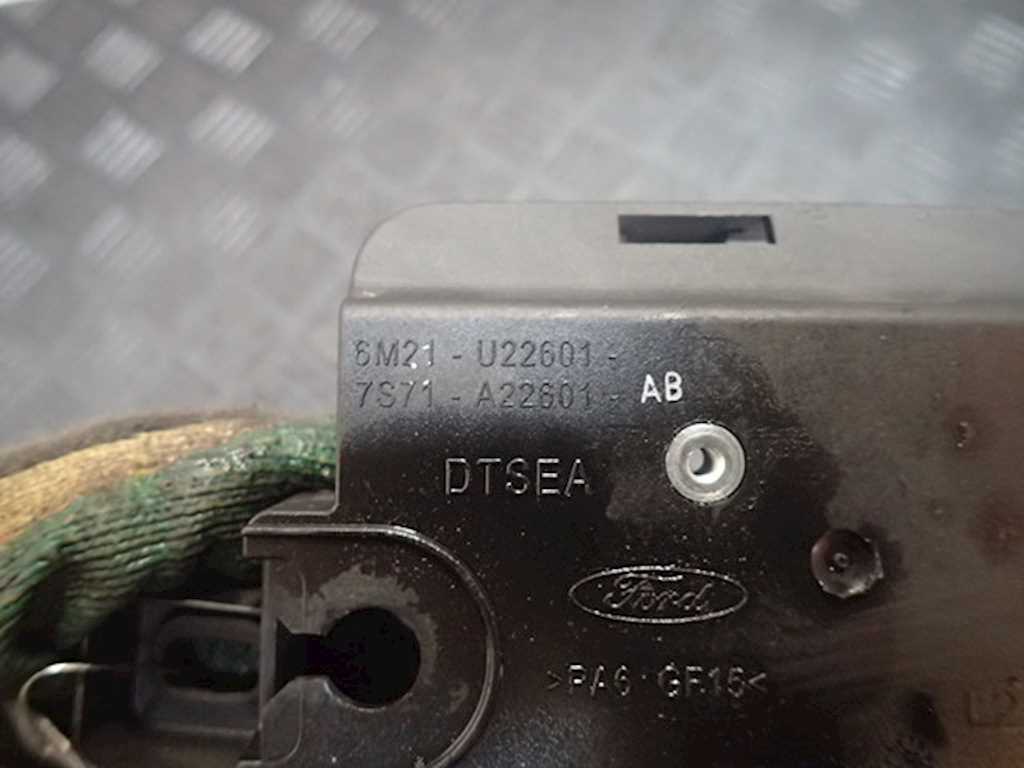 6M21 - U22601 -
7S71 - A22601 - AB
DTSEA
Ford
>PA6 GF15<